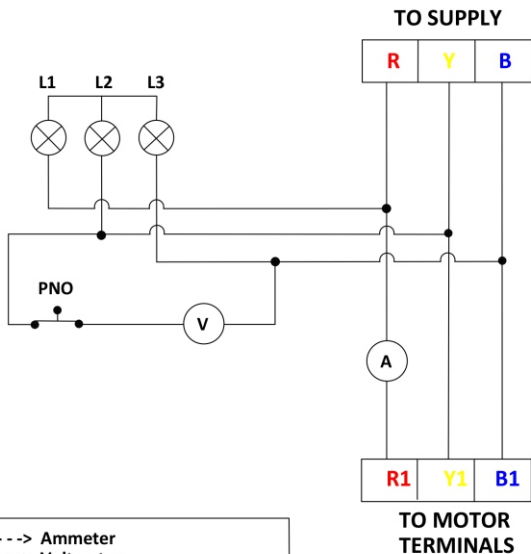 TO SUPPLY
R Y B
L1 L2 L3
PNO
V
A
R1 Y1 B1
TO MOTOR
TERMINALS
- - -> Ammeter